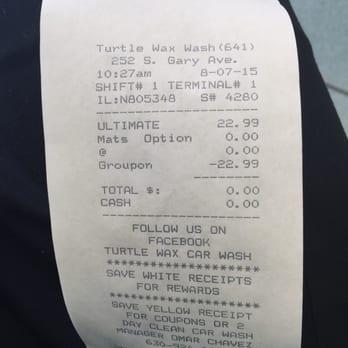 Turtle Wax Wash(641)
252 S. Gary Ave.
10:27am 8-07-15
SHIFT# 1 TERMINAL# 1
IL:N805348 S# 4280
--------------------
ULTIMATE 22.99
Mats Option 0.00
@ 0.00
Groupon -22.99
--------
TOTAL $: 0.00
CASH 0.00
--------------------
FOLLOW US ON
FACEBOOK
TURTLE WAX CAR WASH
********************
SAVE WHITE RECEIPTS
FOR REWARDS
********************
SAVE YELLOW RECEIPT
FOR COUPONS OR 2
DAY CLEAN CAR WASH
MANAGER OMAR CHAVEZ